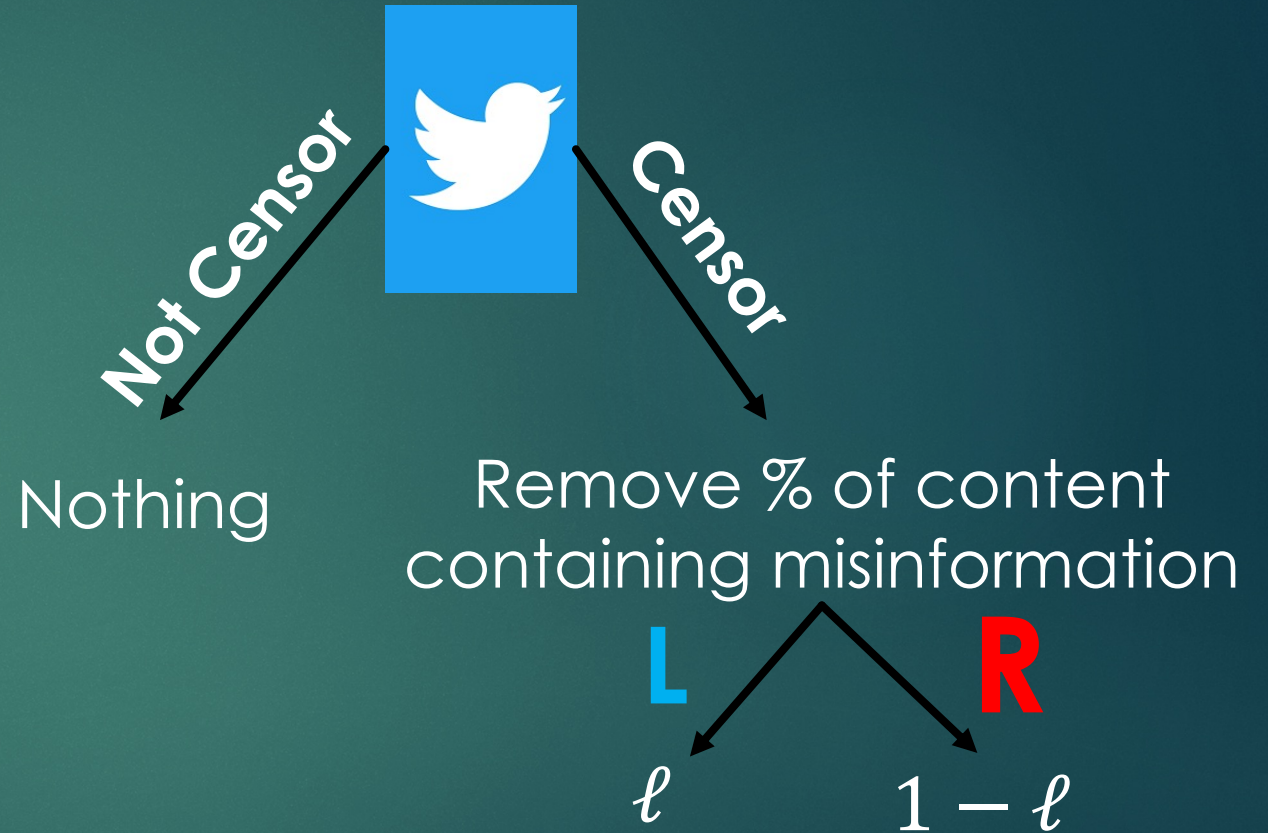 Not Censor
Censor
Nothing
Remove % of content
containing misinformation
L
R
ℓ
1 − ℓ